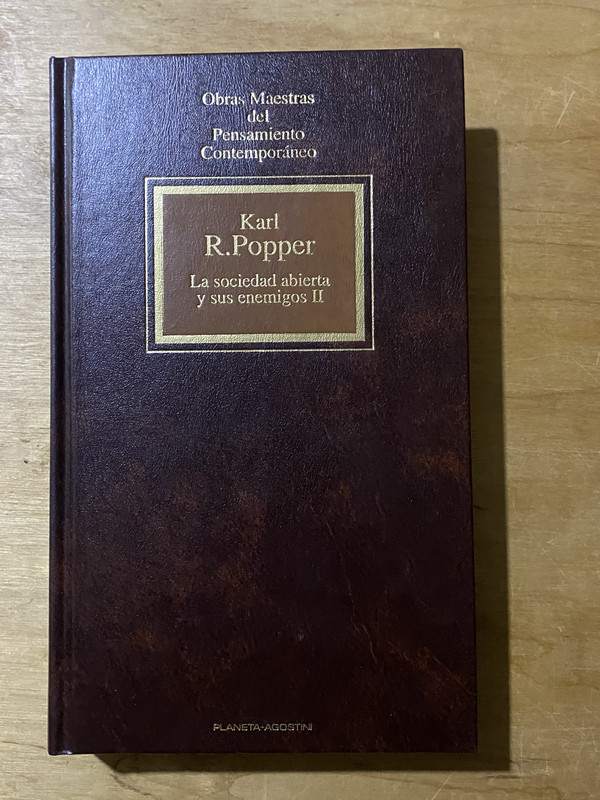 Obras Maestras
del
Pensamiento
Contemporáneo
Karl
R.Popper
La sociedad abierta
y sus enemigos II
PLANETA-AGOSTINI